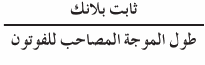 ثابت بلانك
طول الموجة المصاحب للفوتون